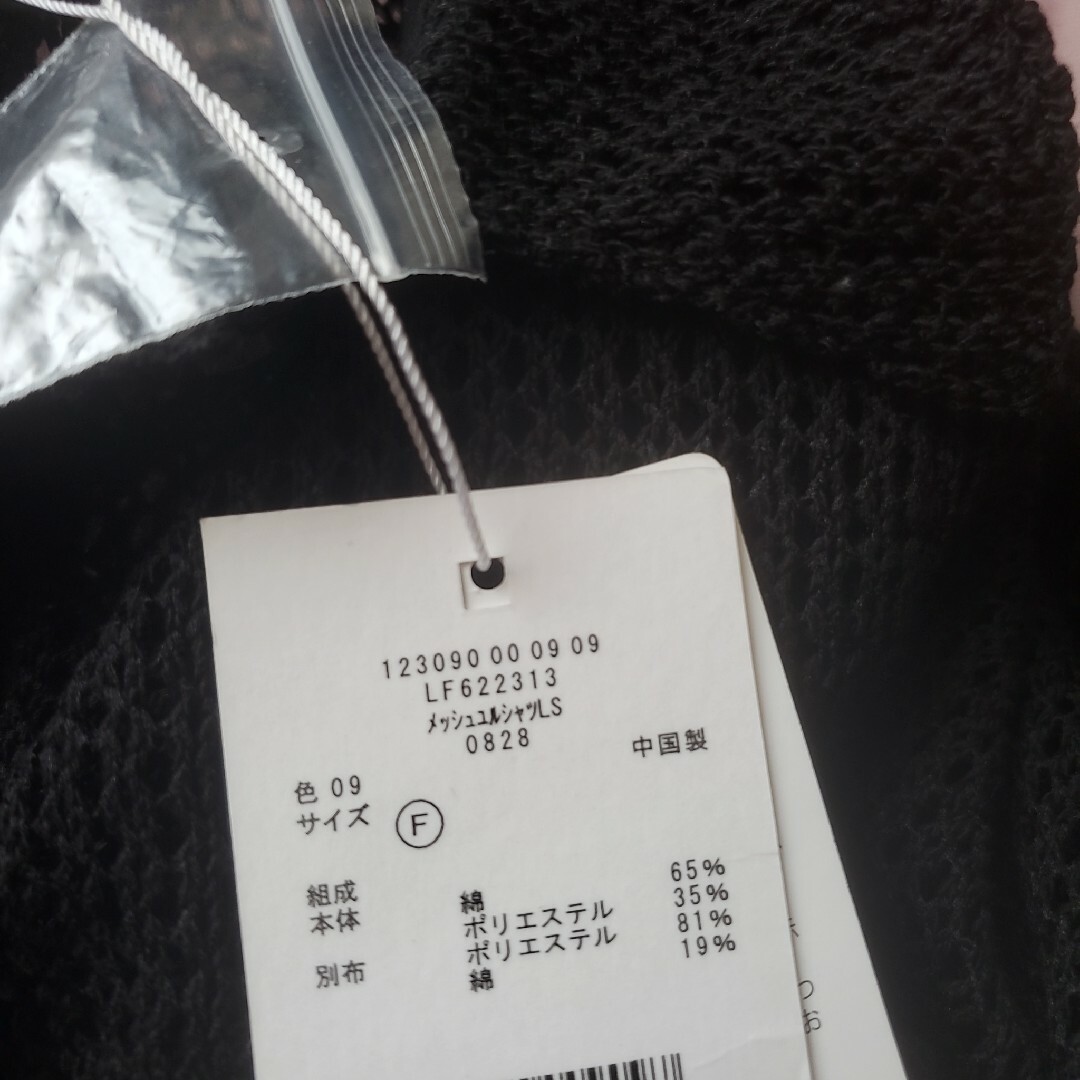 123090 00 09 09
LF622313
ﾒｯｼｭﾕﾙｼｬﾂLS
0828
中国製
色 09
サイズ Ⓕ
組成
本体 綿 65%
ポリエステル 35%
別布 ポリエステル 81%
綿 19%
つ
お